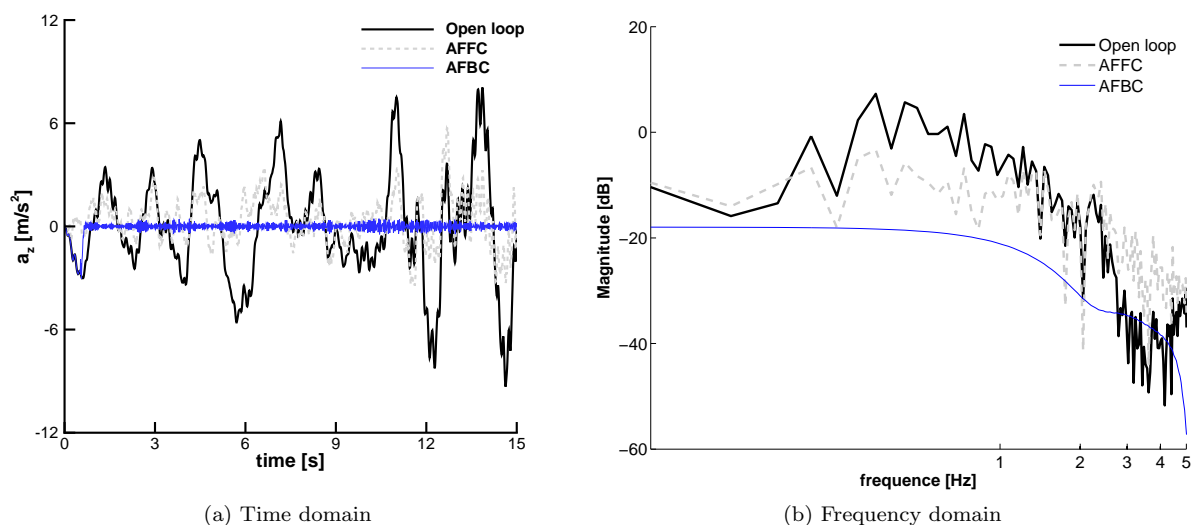 12
6
0
-6
-12
a_z [m/s²]
0 3 6 9 12 15
time [s]
Open loop
AFFC
AFBC
(a) Time domain
20
0
−20
−40
−60
Magnitude [dB]
1 2 3 4 5
frequence [Hz]
Open loop
AFFC
AFBC
(b) Frequency domain